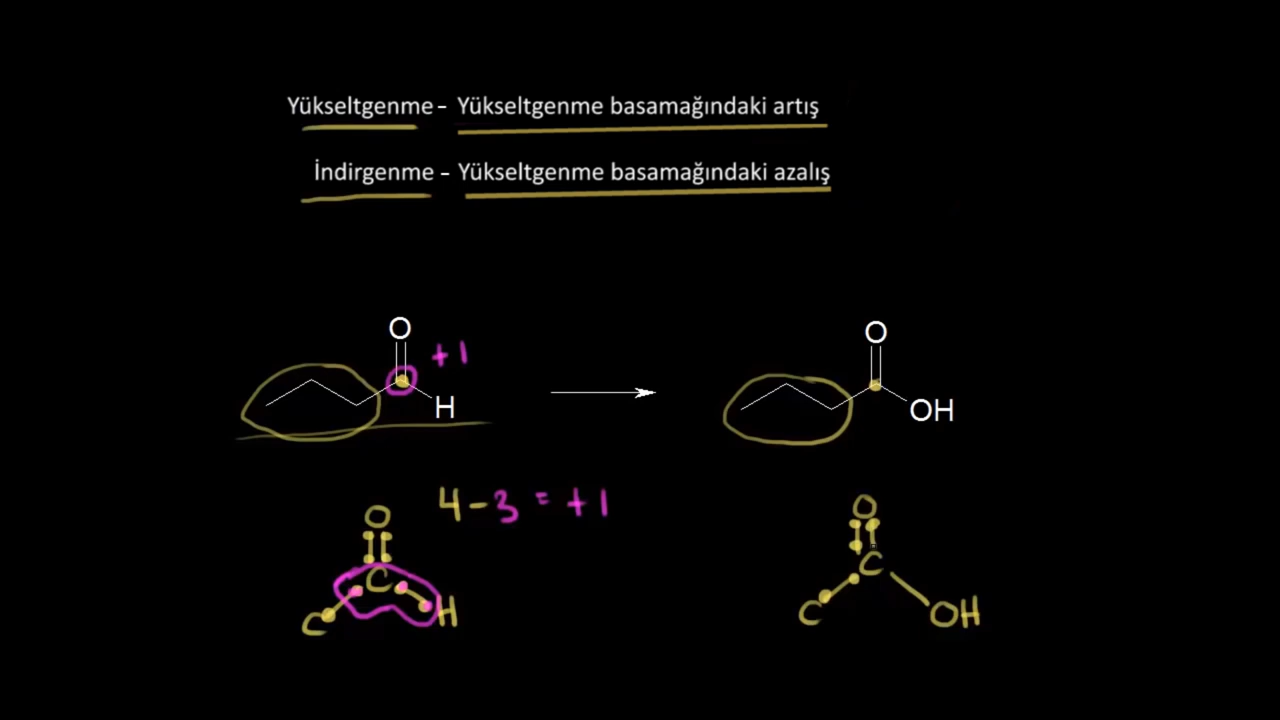 Yükseltgenme - Yükseltgenme basamağındaki artış
İndirgenme - Yükseltgenme basamağındaki azalış
O
+1
H
O
OH
4-3=+1
O
C
C
H
O
C
C
OH